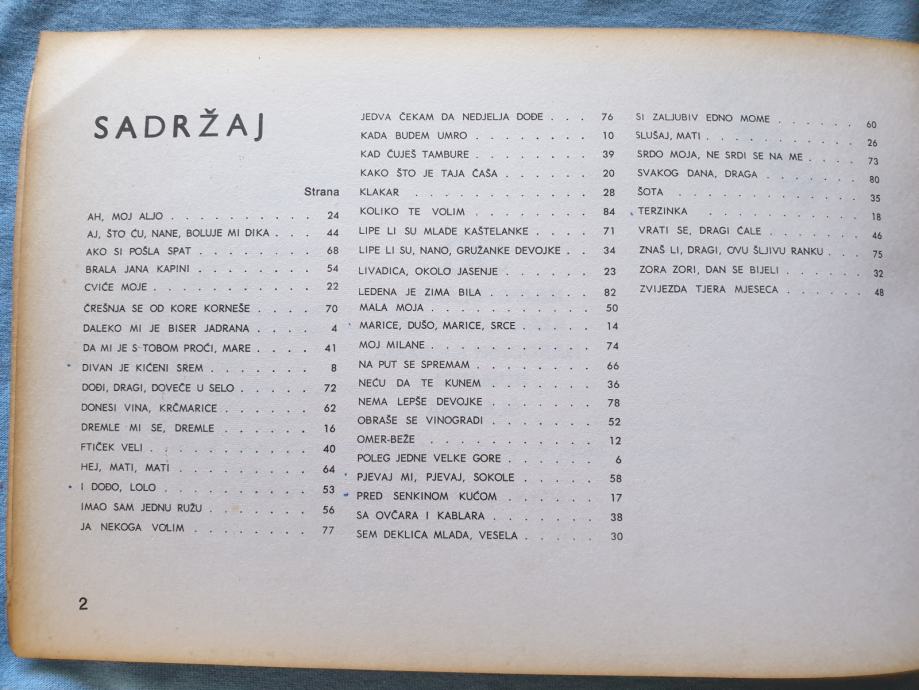 SADRŽAJ
Strana
AH, MOJ ALJO . . . . . . . . . . 24
AJ, ŠTO ĆU, NANE, BOLUJE MI DIKA . . . 44
AKO SI POŠLA SPAT . . . . . . . . 68
BRALA JANA KAPINI . . . . . . . . 54
CVIĆE MOJE . . . . . . . . . . . 22
ČREŠNJA SE OD KORE KORNEŠE . . . . 70
DALEKO MI JE BISER JADRANA . . . . 4
DA MI JE S TOBOM PROĆI, MARE . . . . 41
DIVAN JE KIĆENI SREM . . . . . . . 8
DOĐI, DRAGI, DOVEČE U SELO . . . . . 72
DONESI VINA, KRČMARICE . . . . . . 62
DREMLE MI SE, DREMLE . . . . . . 16
FTIČEK VELI . . . . . . . . . . . 40
HEJ, MATI, MATI . . . . . . . . . 64
I DOĐO, LOLO . . . . . . . . . . 53
IMAO SAM JEDNU RUŽU . . . . . . . 56
JA NEKOGA VOLIM . . . . . . . . 77
JEDVA ČEKAM DA NEDJELJA DOĐE . . . 76
KADA BUDEM UMRO . . . . . . . . 10
KAD ČUJEŠ TAMBURE . . . . . . . . 39
KAKO ŠTO JE TAJA ČAŠA . . . . . . 20
KLAKAR . . . . . . . . . . . . 28
KOLIKO TE VOLIM . . . . . . . . 84
LIPE LI SU MLADE KAŠTELANKE . . . . 71
LIPE LI SU, NANO, GRUŽANKE DEVOJKE . . 34
LIVADICA, OKOLO JASENJE . . . . . . 23
LEDENA JE ZIMA BILA . . . . . . . 82
MALA MOJA . . . . . . . . . . . 50
MARICE, DUŠO, MARICE, SRCE . . . . . 14
MOJ MILANE . . . . . . . . . . . 74
NA PUT SE SPREMAM . . . . . . . . 66
NEĆU DA TE KUNEM . . . . . . . . 36
NEMA LEPŠE DEVOJKE . . . . . . . 78
OBRAŠE SE VINOGRADI . . . . . . . 52
OMER-BEŽE . . . . . . . . . . . 12
POLEG JEDNE VELKE GORE . . . . . . 6
PJEVAJ MI, PJEVAJ, SOKOLE . . . . . 58
PRED SENKINOM KUĆOM . . . . . . 17
SA OVČARA I KABLARA . . . . . . . 38
SEM DEKLICA MLADA, VESELA . . . . . 30
SI ZALJUBIV EDNO MOME . . . . . . 60
SLUŠAJ, MATI . . . . . . . . . . 26
SRDO MOJA, NE SRDI SE NA ME . . . . 73
SVAKOG DANA, DRAGA . . . . . . . 80
ŠOTA . . . . . . . . . . . . . 35
TERZINKA . . . . . . . . . . . 18
VRATI SE, DRAGI ĆALE . . . . . . . 46
ZNAŠ LI, DRAGI, OVU ŠLJIVU RANKU . . . 75
ZORA ZORI, DAN SE BIJELI . . . . . . 32
ZVIJEZDA TJERA MJESECA . . . . . . 48
2